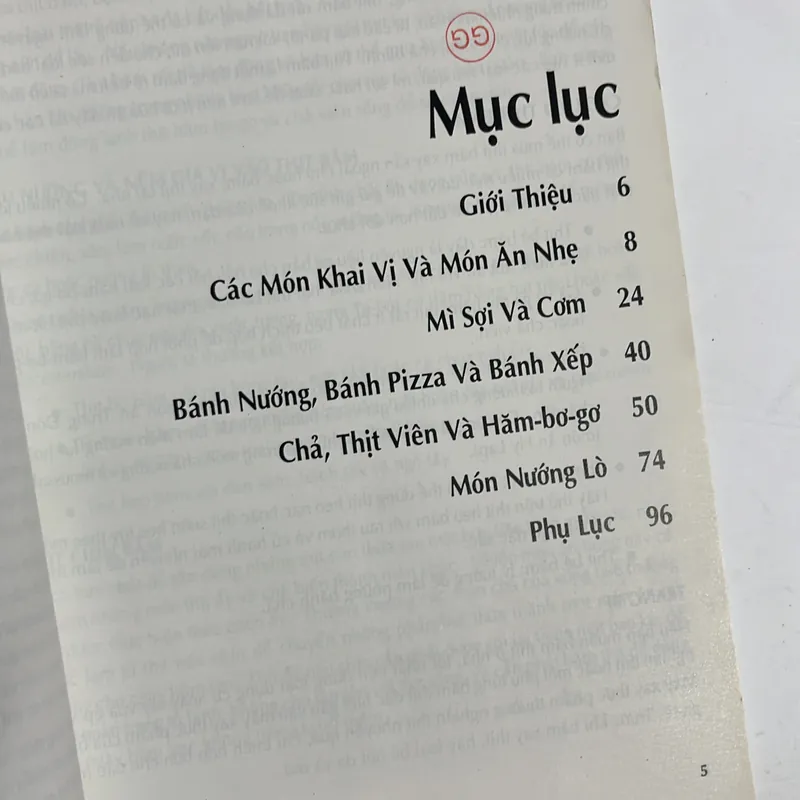 Mục lục
Giới Thiệu 6
Các Món Khai Vị Và Món Ăn Nhẹ 8
Mì Sợi Và Cơm 24
Bánh Nướng, Bánh Pizza Và Bánh Xếp 40
Chả, Thịt Viên Và Hăm-bơ-gơ 50
Món Nướng Lò 74
Phụ Lục 96
5